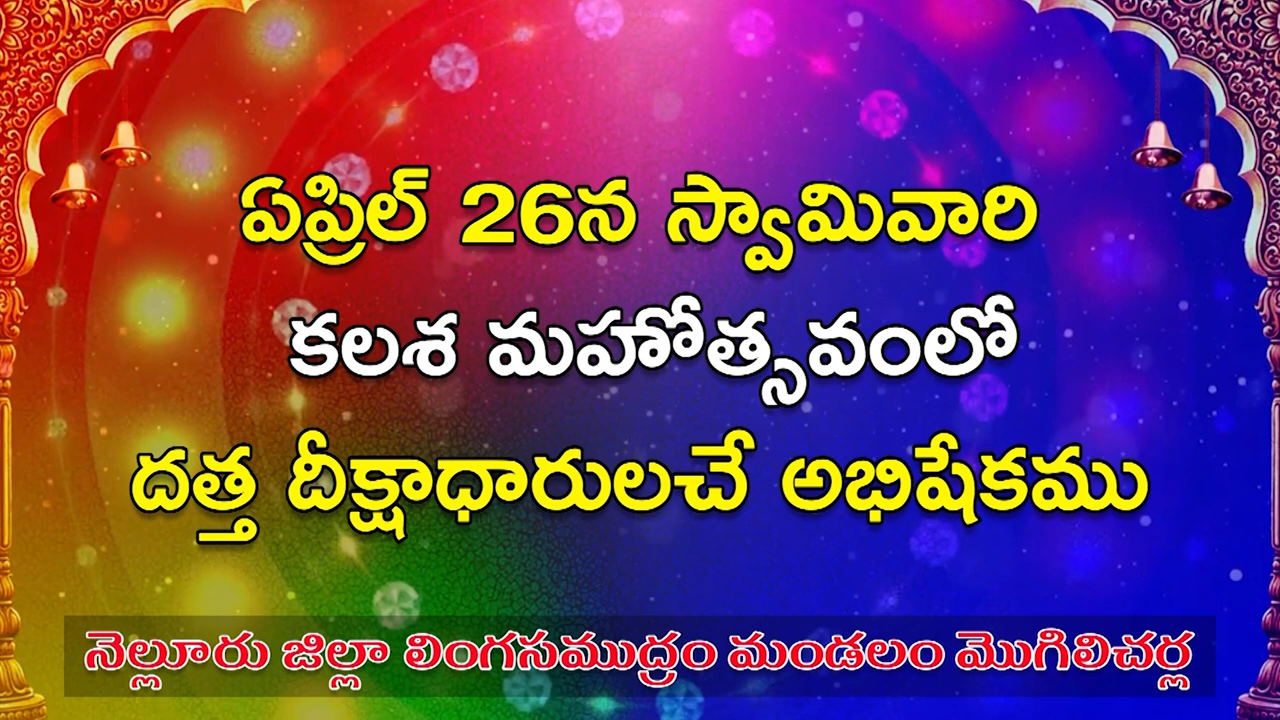 ఏప్రిల్ 26న స్వామివారి
కలశ మహోత్సవంలో
దత్త దీక్షాధారులచే అభిషేకము
నెల్లూరు జిల్లా లింగసముద్రం మండలం మొగిలిచర్ల